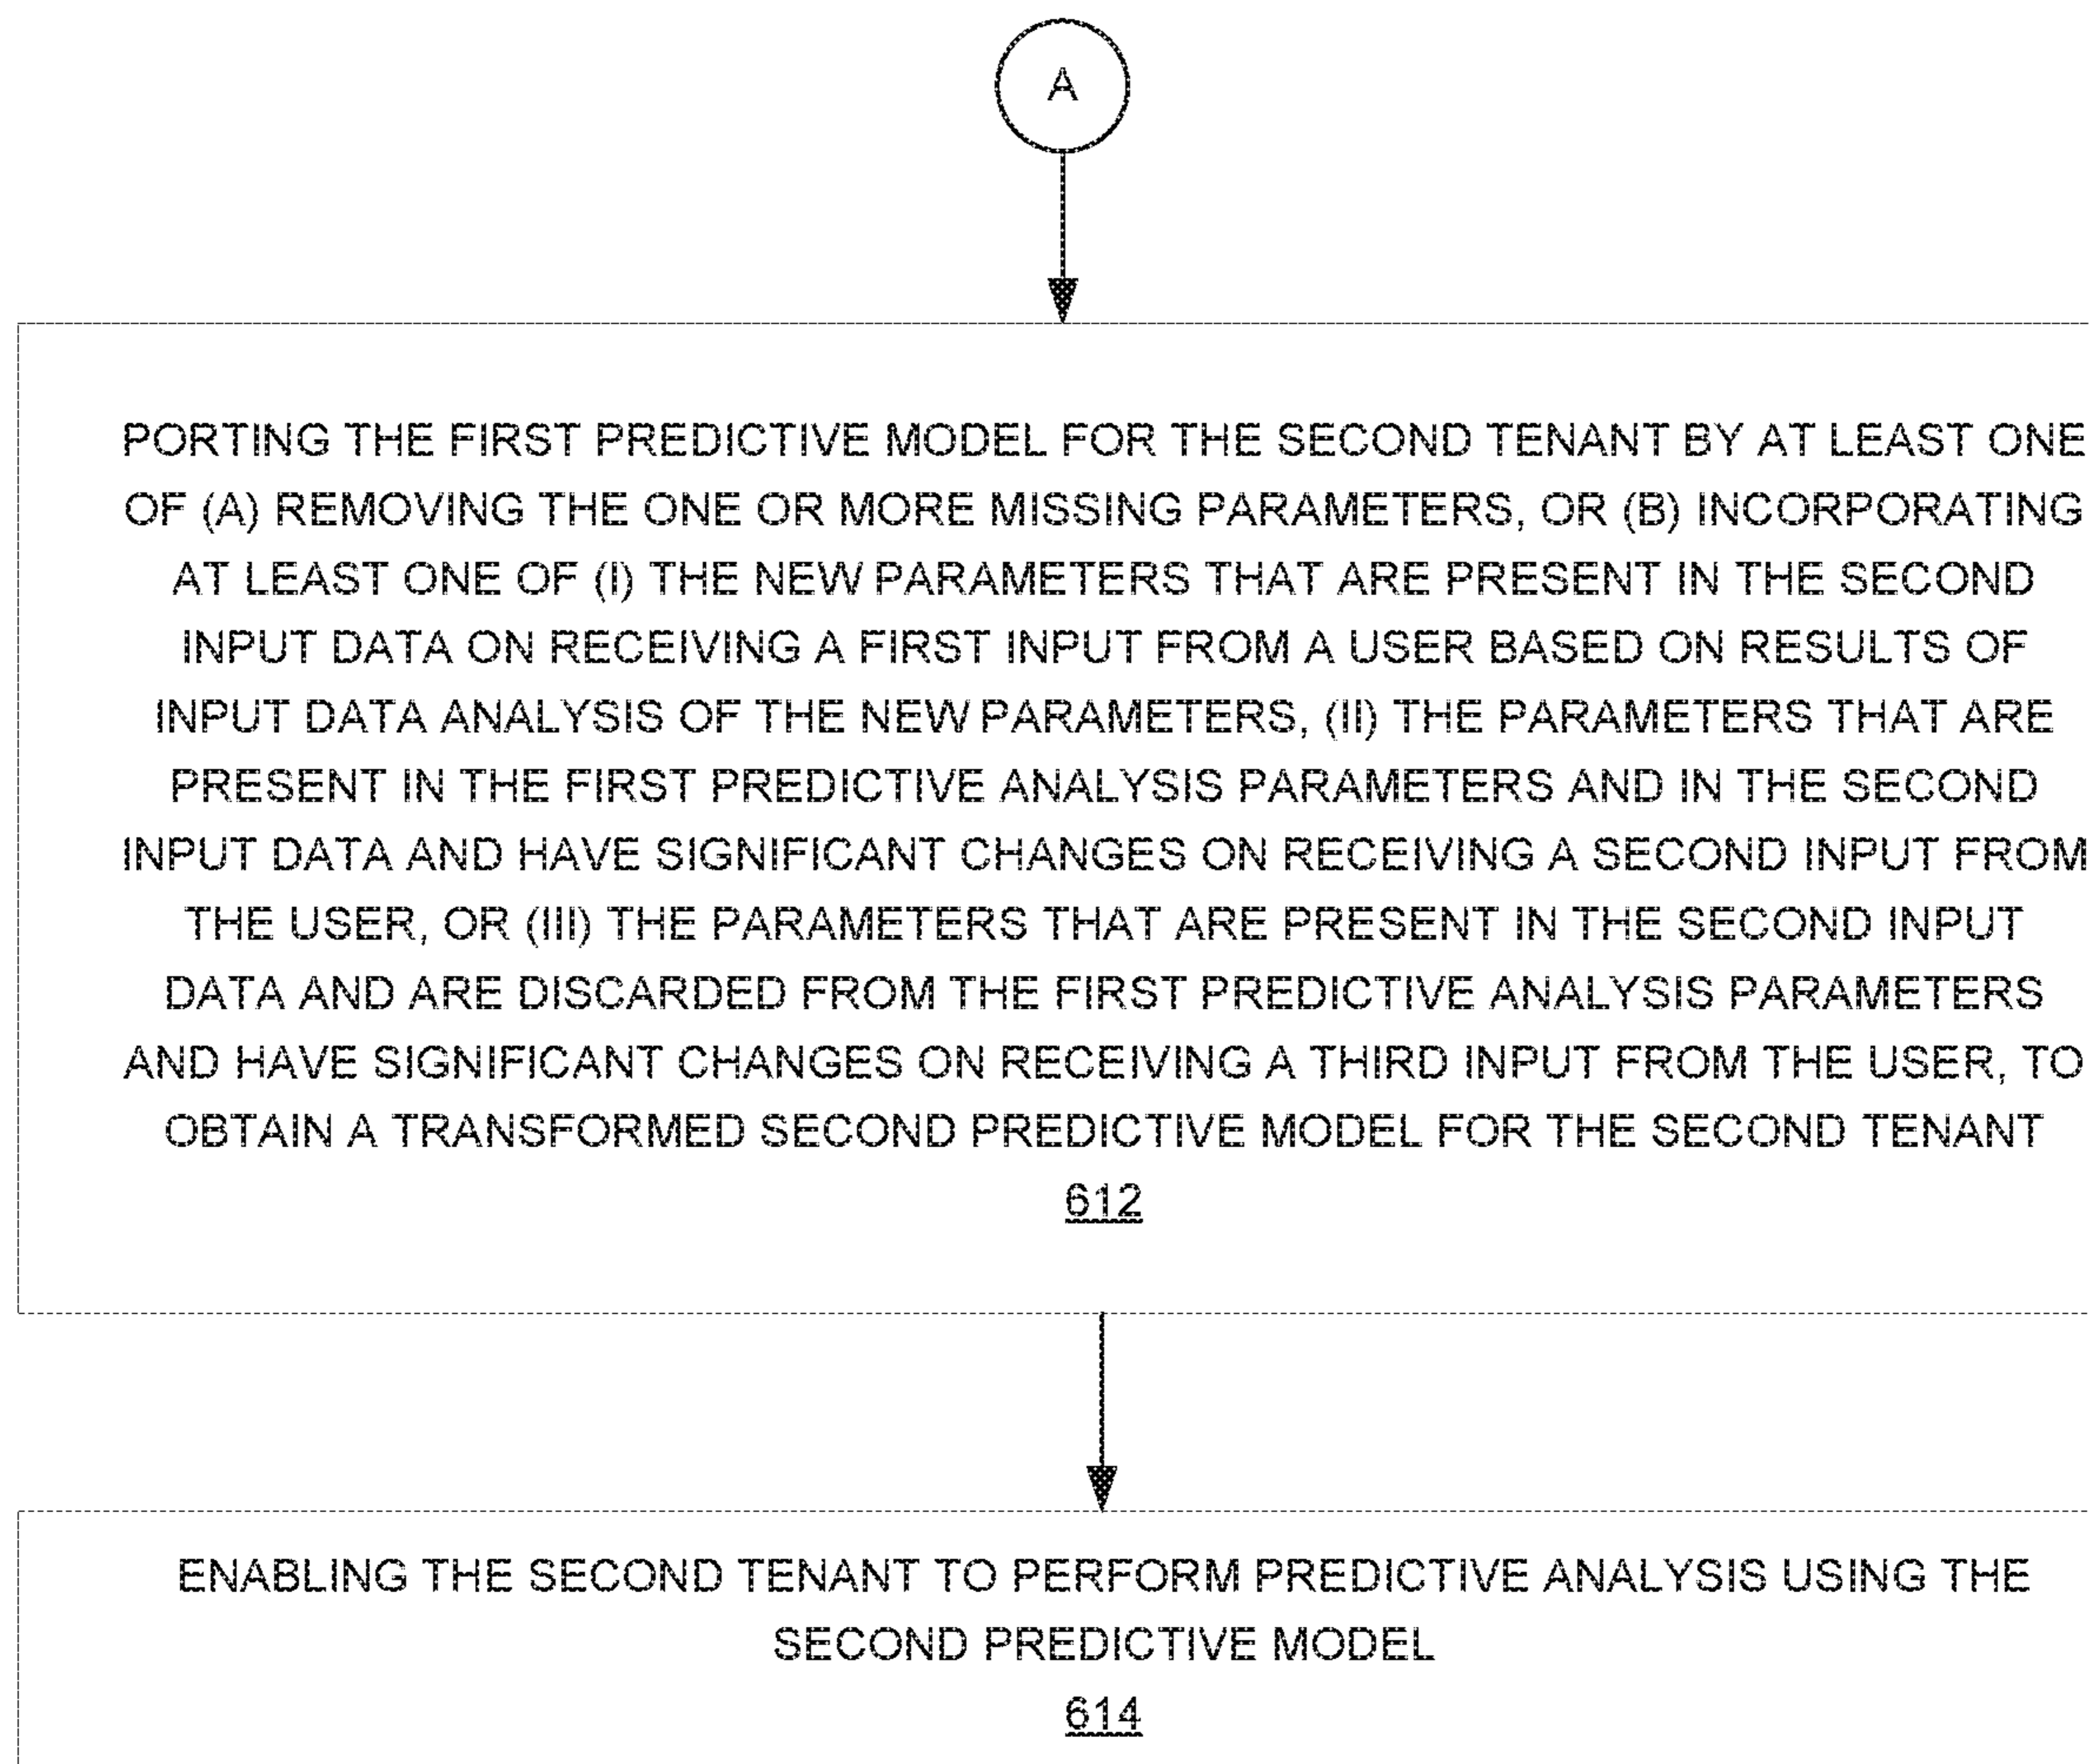 A
PORTING THE FIRST PREDICTIVE MODEL FOR THE SECOND TENANT BY AT LEAST ONE
OF (A) REMOVING THE ONE OR MORE MISSING PARAMETERS, OR (B) INCORPORATING
AT LEAST ONE OF (I) THE NEW PARAMETERS THAT ARE PRESENT IN THE SECOND
INPUT DATA ON RECEIVING A FIRST INPUT FROM A USER BASED ON RESULTS OF
INPUT DATA ANALYSIS OF THE NEW PARAMETERS, (II) THE PARAMETERS THAT ARE
PRESENT IN THE FIRST PREDICTIVE ANALYSIS PARAMETERS AND IN THE SECOND
INPUT DATA AND HAVE SIGNIFICANT CHANGES ON RECEIVING A SECOND INPUT FROM
THE USER, OR (III) THE PARAMETERS THAT ARE PRESENT IN THE SECOND INPUT
DATA AND ARE DISCARDED FROM THE FIRST PREDICTIVE ANALYSIS PARAMETERS
AND HAVE SIGNIFICANT CHANGES ON RECEIVING A THIRD INPUT FROM THE USER, TO
OBTAIN A TRANSFORMED SECOND PREDICTIVE MODEL FOR THE SECOND TENANT
612
ENABLING THE SECOND TENANT TO PERFORM PREDICTIVE ANALYSIS USING THE
SECOND PREDICTIVE MODEL
614